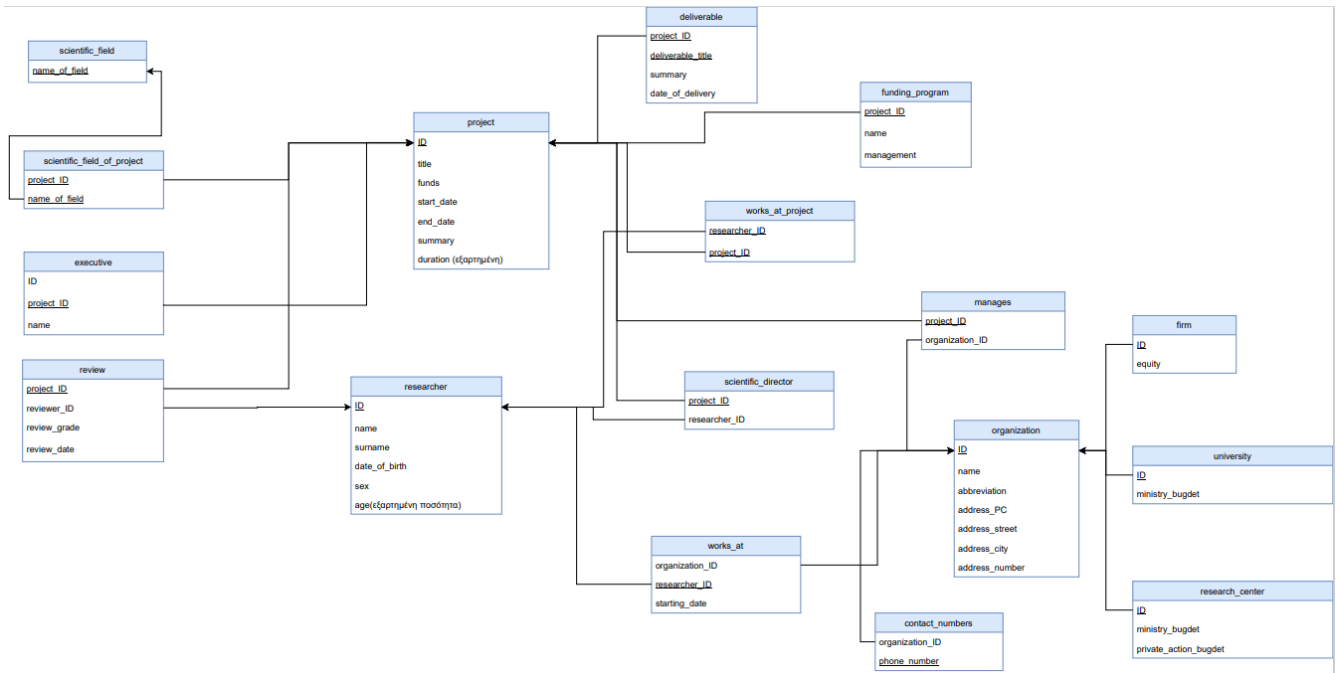 deliverable
project_ID
deliverable_title
summary
date_of_delivery
scientific_field
name_of_field
funding_program
project_ID
name
management
project
ID
title
funds
start_date
end_date
summary
duration (εξαρτημένη)
scientific_field_of_project
project_ID
name_of_field
works_at_project
researcher_ID
project_ID
executive
ID
project_ID
name
manages
project_ID
organization_ID
firm
ID
equity
review
project_ID
reviewer_ID
review_grade
review_date
researcher
ID
name
surname
date_of_birth
sex
age(εξαρτημένη ποσότητα)
scientific_director
project_ID
researcher_ID
organization
ID
name
abbreviation
address_PC
address_street
address_city
address_number
university
ID
ministry_bugdet
works_at
organization_ID
researcher_ID
starting_date
research_center
ID
ministry_bugdet
private_action_bugdet
contact_numbers
organization_ID
phone_number